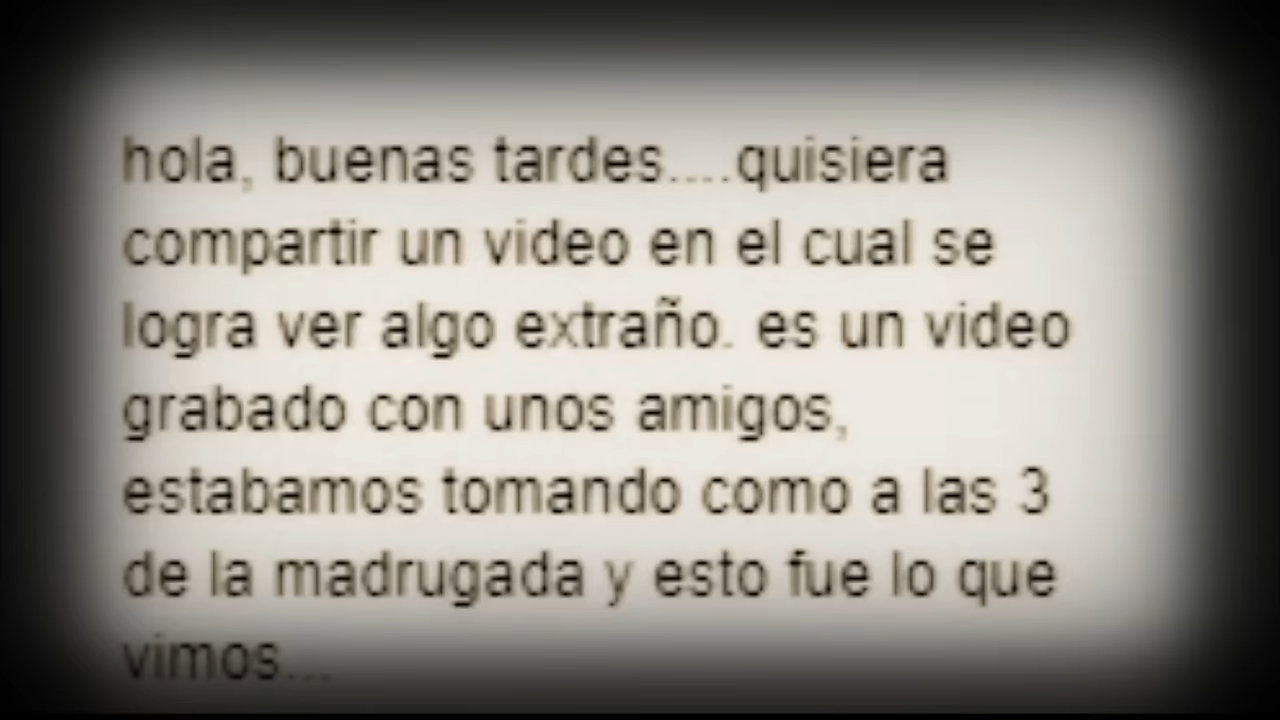 hola, buenas tardes....quisiera
compartir un video en el cual se
logra ver algo extraño. es un video
grabado con unos amigos,
estabamos tomando como a las 3
de la madrugada y esto fue lo que
vimos...